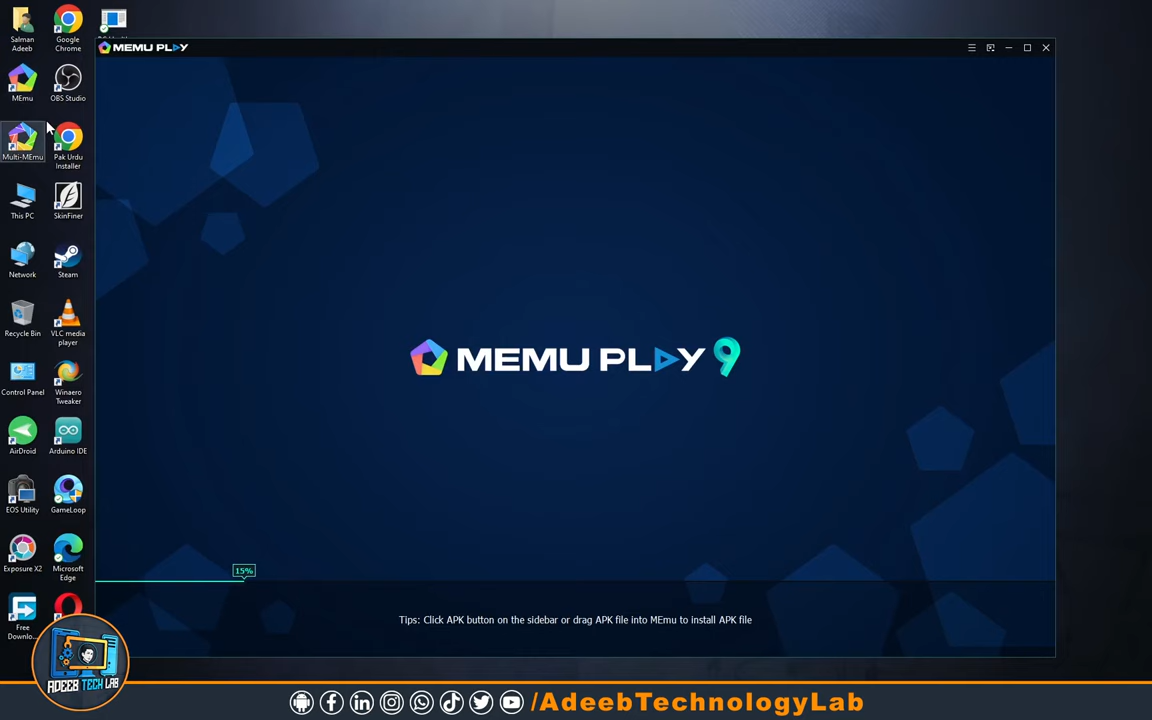 Salman
Adeeb
Google
Chrome
MEMU PLAY
MEmu
OBS Studio
Multi-MEmu
Pak Urdu
Installer
This PC
SkinFiner
Network
Steam
Recycle Bin
VLC media
player
MEMU PLAY 9
Control Panel
Winaero
Tweaker
AirDroid
Arduino IDE
EOS Utility
GameLoop
Exposure X2
Microsoft
Edge
15%
Free
Downlo...
Tips: Click APK button on the sidebar or drag APK file into MEmu to install APK file
ADEEB TECH LAB
/AdeebTechnologyLab